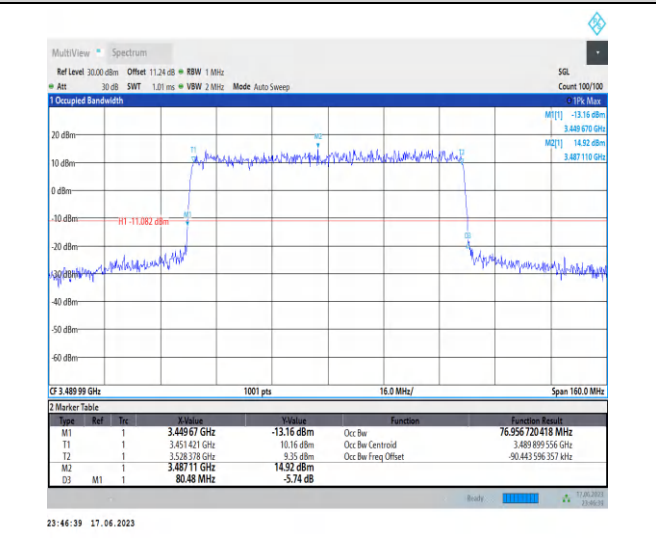 MultiView Spectrum
Ref Level 30.00 dBm Offset 11.24 dB RBW 1 MHz SGL
Att 30 dB SWT 1.01 ms VBW 2 MHz Mode Auto Sweep Count 100/100
1 Occupied Bandwidth 1Pk Max
M1[1] -13.16 dBm
3.449 670 GHz
M2[1] 14.92 dBm
3.487 110 GHz
20 dBm
M2
T1
T2
10 dBm
0 dBm
M1
-10 dBm
H1 -11.082 dBm
D3
-20 dBm
-30 dBm
-40 dBm
-50 dBm
-60 dBm
CF 3.489 99 GHz 1001 pts 16.0 MHz/ Span 160.0 MHz
2 Marker Table
Type Ref Trc X-Value Y-Value Function Function Result
M1 1 3.449 67 GHz -13.16 dBm Occ Bw 76.956 720 418 MHz
T1 1 3.451 421 GHz 10.16 dBm Occ Bw Centroid 3.489 899 556 GHz
T2 1 3.528 378 GHz 9.35 dBm Occ Bw Freq Offset -90.443 596 357 kHz
M2 1 3.487 11 GHz 14.92 dBm
D3 M1 1 80.48 MHz -5.74 dB
Ready 17.06.2023
23:46:39 17.06.2023